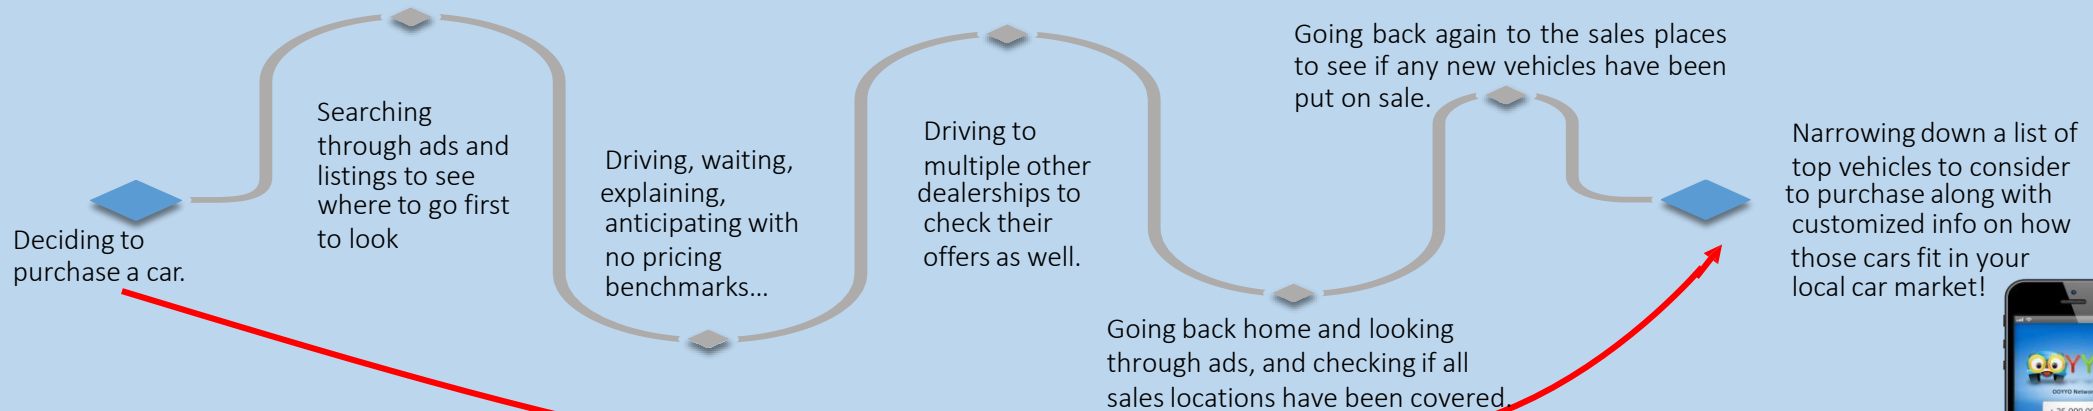 Deciding to
purchase a car.
Searching
through ads and
listings to see
where to go first
to look
Driving, waiting,
explaining,
anticipating with
no pricing
benchmarks...
Driving to
multiple other
dealerships to
check their
offers as well.
Going back home and looking
through ads, and checking if all
sales locations have been covered.
Going back again to the sales places
to see if any new vehicles have been
put on sale.
Narrowing down a list of
top vehicles to consider
to purchase along with
customized info on how
those cars fit in your
local car market!